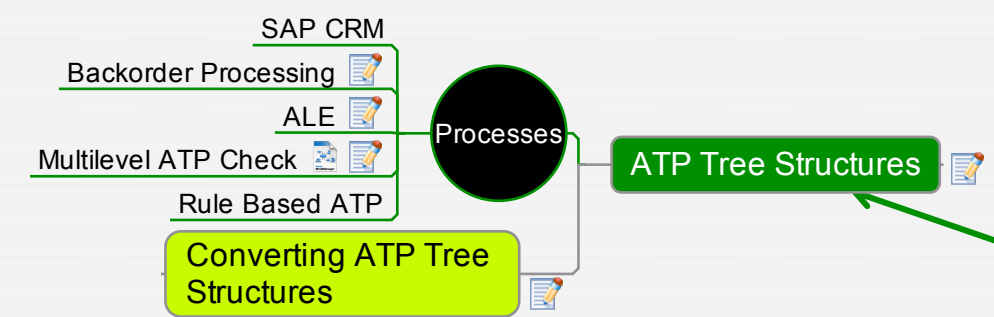 SAP CRM
Backorder Processing
ALE
Multilevel ATP Check
Rule Based ATP
Processes
ATP Tree Structures
Converting ATP Tree
Structures